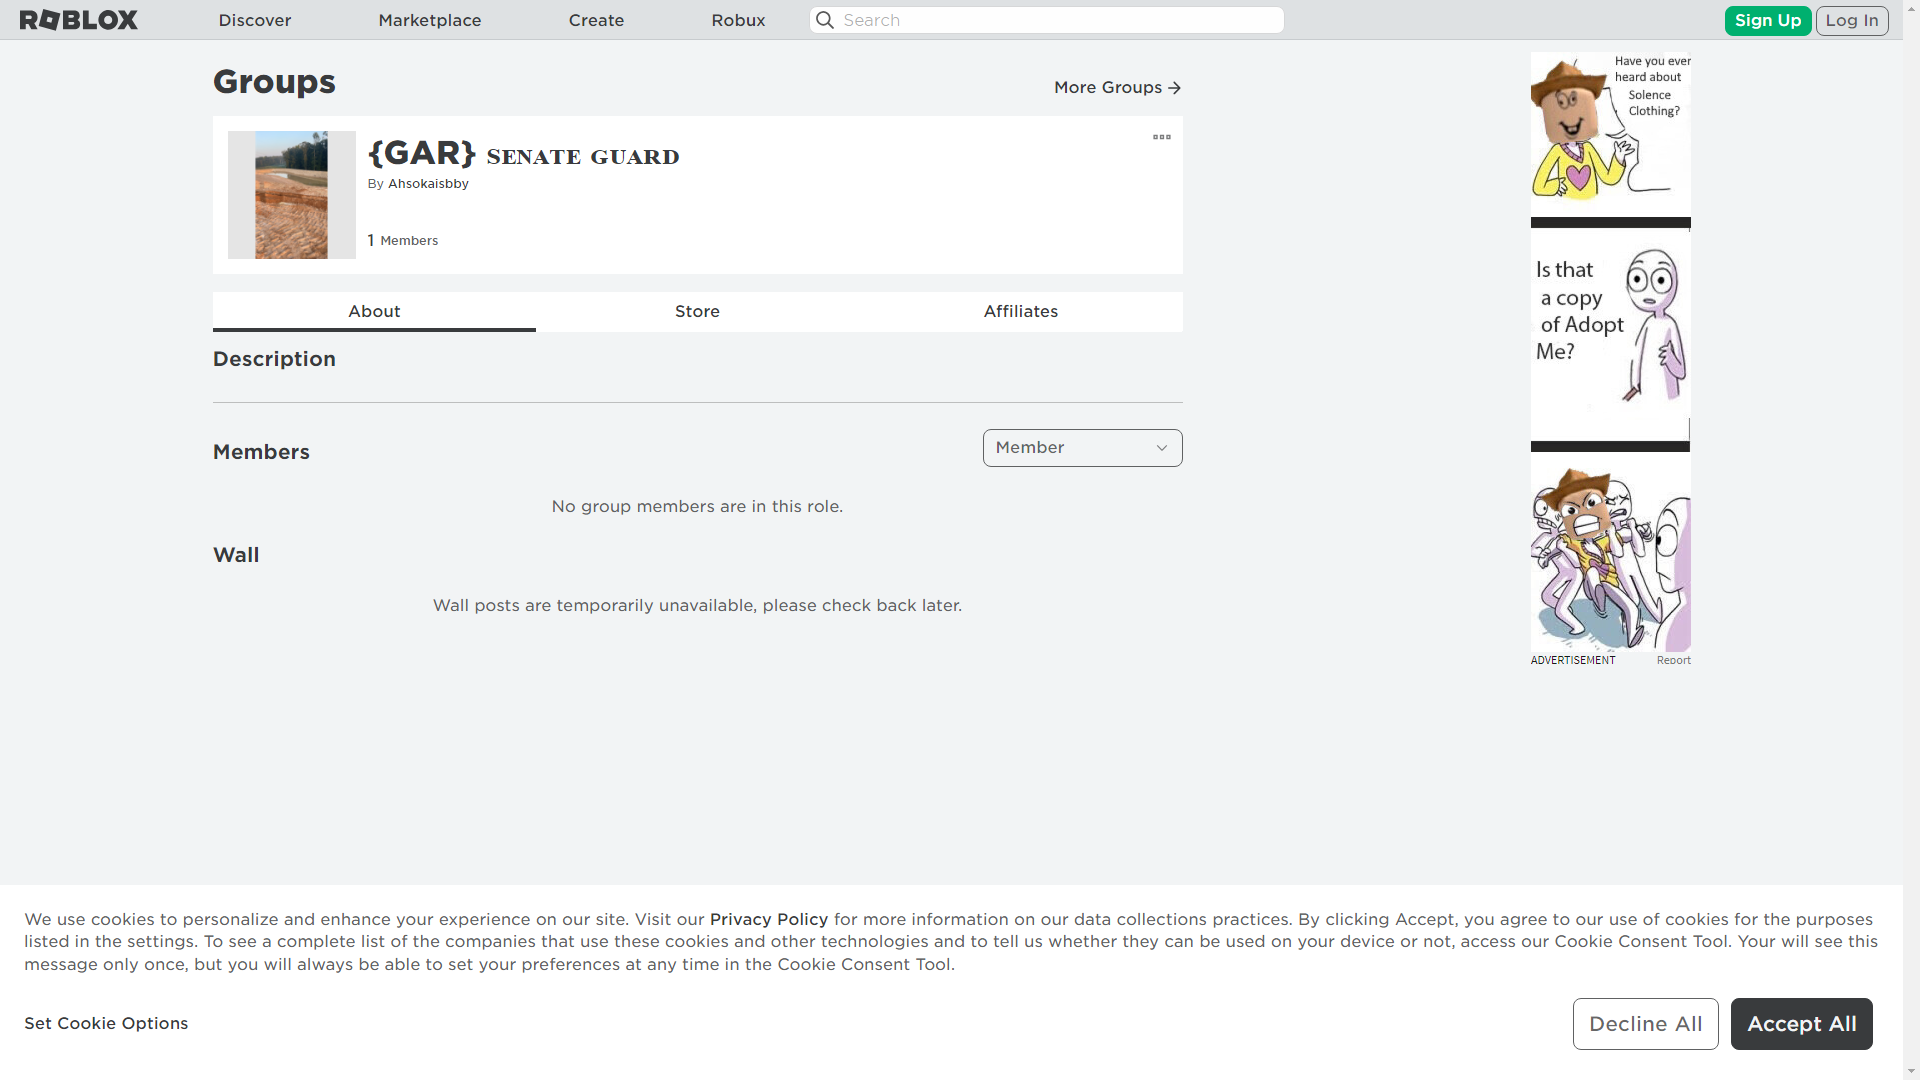 ROBLOX
Discover
Marketplace
Create
Robux
Search
Sign Up
Log In
Groups
More Groups
{GAR} SENATE GUARD
By Ahsokaisbby
1 Members
About
Store
Affiliates
Description
Members
Member
No group members are in this role.
Wall
Wall posts are temporarily unavailable, please check back later.
Have you ever
heard about
Solence
Clothing?
Is that
a copy
of Adopt
Me?
ADVERTISEMENT
Report
We use cookies to personalize and enhance your experience on our site. Visit our Privacy Policy for more information on our data collections practices. By clicking Accept, you agree to our use of cookies for the purposes
listed in the settings. To see a complete list of the companies that use these cookies and other technologies and to tell us whether they can be used on your device or not, access our Cookie Consent Tool. Your will see this
message only once, but you will always be able to set your preferences at any time in the Cookie Consent Tool.
Set Cookie Options
Decline All
Accept All